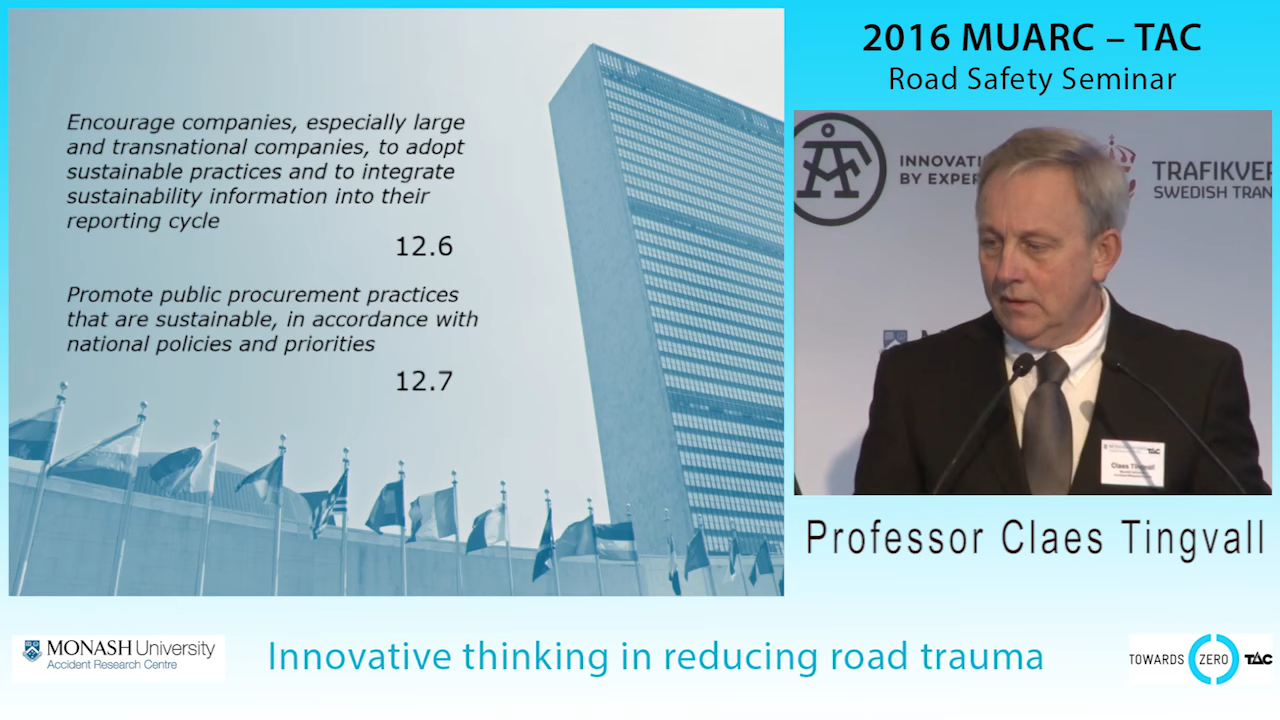 2016 MUARC – TAC
Road Safety Seminar
Encourage companies, especially large
and transnational companies, to adopt
sustainable practices and to integrate
sustainability information into their
reporting cycle
12.6
Promote public procurement practices
that are sustainable, in accordance with
national policies and priorities
12.7
INNOVATI
BY EXPER
TRAFIKVER
SWEDISH TRAN
TAC
Claes Tingvall
Professor Claes Tingvall
MONASH University
Accident Research Centre
Innovative thinking in reducing road trauma
TOWARDS ZERO TAC